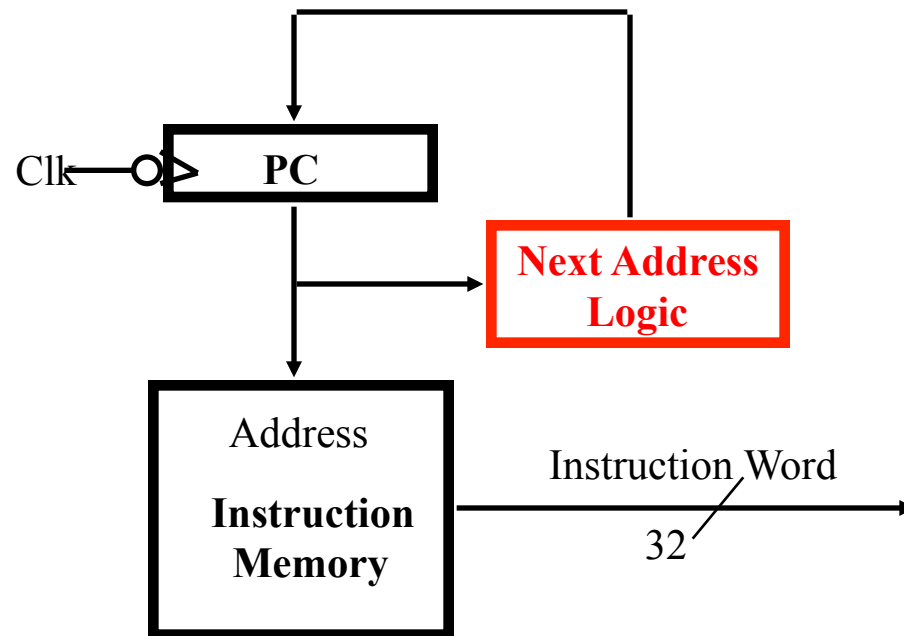 Clk
PC
Next Address
Logic
Address
Instruction
Memory
Instruction Word
32